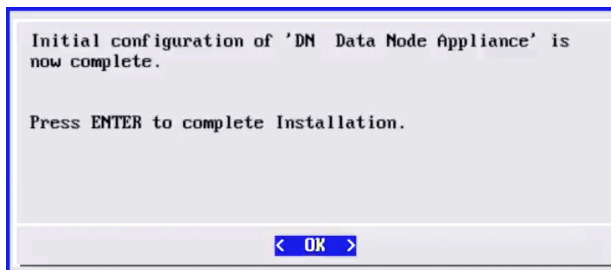 Initial configuration of 'DN  Data Node Appliance' is
now complete.
Press ENTER to complete Installation.
< OK >